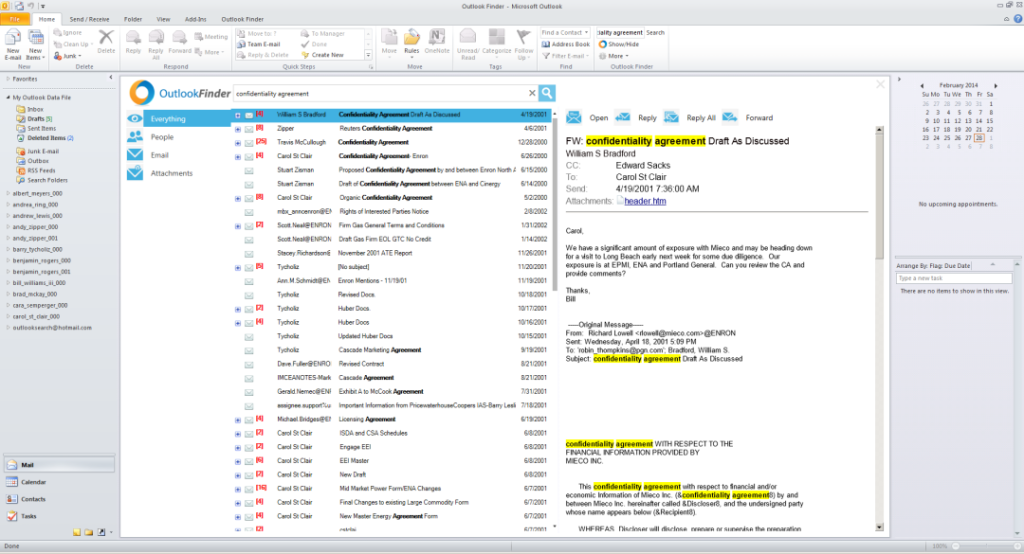 Outlook Finder - Microsoft Outlook
File Home Send / Receive Folder View Add-Ins Outlook Finder
New E-mail
New Items
New
Ignore
Clean Up
Junk
Delete
Delete
Reply
Reply All
Forward
Meeting
More
Respond
Move to: ?
Team E-mail
Reply & Delete
To Manager
Done
Create New
Quick Steps
Move
Rules
OneNote
Move
Unread/ Read
Categorize
Follow Up
Tags
Find a Contact
Address Book
Filter E-mail
Find
iality agreement Search
Show/Hide
More
Outlook Finder
Favorites
My Outlook Data File
Inbox
Drafts (5)
Sent Items
Deleted Items (2)
Junk E-mail
Outbox
RSS Feeds
Search Folders
albert_meyers_000
andrea_ring_000
andrew_lewis_000
andy_zipper_000
andy_zipper_001
barry_tycholiz_000
benjamin_rogers_000
benjamin_rogers_001
bill_williams_iii_000
brad_mckay_000
cara_semperger_000
carol_st_clair_000
outlooksearch@hotmail.com
Mail
Calendar
Contacts
Tasks
OutlookFinder
confidentiality agreement
Everything
People
Email
Attachments
[4] William S Bradford Confidentiality Agreement Draft As Discussed 4/19/2001
[8] Zipper Reuters Confidentiality Agreement 4/6/2001
[25] Travis McCullough Confidentiality Agreement 12/28/2000
[4] Carol St Clair Confidentiality Agreement- Enron 6/26/2000
Stuart Zisman Proposed Confidentiality Agreement by and between Enron North A 6/15/2000
Stuart Zisman Draft of Confidentiality Agreement between ENA and Cinergy 6/14/2000
[8] Carol St Clair Organic Confidentiality Agreement 5/2/2000
mbx_anncenron@E Rights of Interested Parties Notice 2/8/2002
[2] Scott.Neal@ENRON Firm Gas General Terms and Conditions 1/31/2002
Scott.Neal@ENRON Draft Gas Firm EOL GTC No Credit 1/14/2002
Stacey.Richardson@ November 2001 ATE Report 11/26/2001
[5] Tycholiz [No subject] 11/21/2001
Ann.M.Schmidt@EN Enron Mentions - 11/19/01 11/19/2001
Tycholiz Revised Docs. 10/18/2001
[2] Tycholiz Huber Docs. 10/17/2001
[4] Tycholiz Huber Docs 10/16/2001
Tycholiz Updated Huber Docs 10/15/2001
Tycholiz Cascade Marketing Agreement 9/19/2001
Dave.Fuller@ENRO Revised Contract 8/21/2001
IMCEANOTES-Mark Cascade Agreement 8/21/2001
Gerald.Nemec@ENF Exhibit A to McCook Agreement 7/31/2001
assignee.support Important Information from PricewaterhouseCoopers IAS-Barry Lesli 7/18/2001
[4] Michael.Bridges@EN Licensing Agreement 6/19/2001
[2] Carol St Clair ISDA and CSA Schedules 6/8/2001
[2] Carol St Clair Engage EEI 6/8/2001
[6] Carol St Clair EEI Master 6/8/2001
[2] Carol St Clair New Draft 6/8/2001
[16] Carol St Clair Mid Market Power Form/ENA Changes 6/7/2001
[4] Carol St Clair Final Changes to existing Large Commodity Form 6/7/2001
[4] Carol St Clair New Master Energy Agreement Form 6/7/2001
[2] Carol St Clair
Open Reply Reply All Forward
FW: confidentiality agreement Draft As Discussed
William S Bradford
CC: Edward Sacks
To: Carol St Clair
Send: 4/19/2001 7:36:00 AM
Attachments: header.htm
Carol,
We have a significant amount of exposure with Mieco and may be heading down
for a visit to Long Beach early next week for some due diligence. Our
exposure is at EPMI, ENA and Portland General. Can you review the CA and
provide comments?
Thanks,
Bill
-----Original Message-----
From: Richard Lowell <rlowell@mieco.com>@ENRON
Sent: Wednesday, April 18, 2001 5:09 PM
To: 'robin_thompkins@pgn.com'; Bradford, William S.
Subject: confidentiality agreement Draft As Discussed
confidentiality agreement WITH RESPECT TO THE
FINANCIAL INFORMATION PROVIDED BY
MIECO INC.
This confidentiality agreement with respect to financial and/or
economic Information of Mieco Inc. (&confidentiality agreement8) by and
between Mieco Inc. hereinafter called &Discloser8, and the undersigned party
whose name appears below (&Recipient8).
WHEREAS, Discloser will disclose, prepare or supervise the preparation
February 2014
Su Mo Tu We Th Fr Sa
26 27 28 29 30 31 1
2 3 4 5 6 7 8
9 10 11 12 13 14 15
16 17 18 19 20 21 22
23 24 25 26 27 28 1
No upcoming appointments.
Arrange By: Flag: Due Date
Type a new task
There are no items to show in this view.
Done
100%